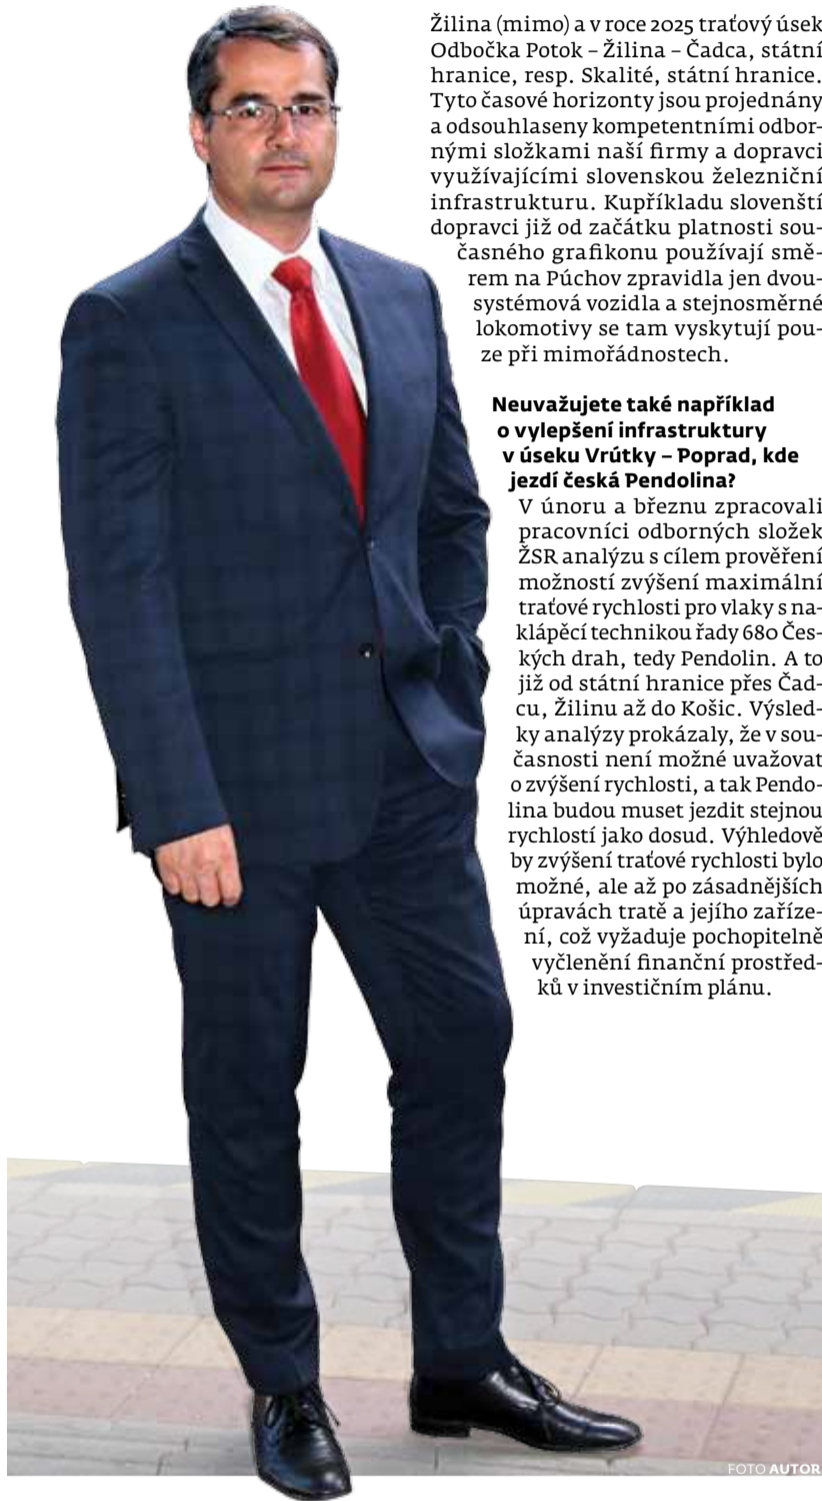 Žilina (mimo) a v roce 2025 traťový úsek
Odbočka Potok – Žilina – Čadca, státní
hranice, resp. Skalité, státní hranice.
Tyto časové horizonty jsou projednány
a odsouhlaseny kompetentními odbor-
nými složkami naší firmy a dopravci
využívajícími slovenskou železniční
infrastrukturu. Kupříkladu slovenští
dopravci již od začátku platnosti sou-
časného grafikonu používají smě-
rem na Púchov zpravidla jen dvou-
systémová vozidla a stejnosměrné
lokomotivy se tam vyskytují pou-
ze při mimořádnostech.
Neuvažujete také například
o vylepšení infrastruktury
v úseku Vrútky – Poprad, kde
jezdí česká Pendolina?
V únoru a březnu zpracovali
pracovníci odborných složek
ŽSR analýzu s cílem prověření
možností zvýšení maximální
traťové rychlosti pro vlaky s na-
klápěcí technikou řady 680 Čes-
kých drah, tedy Pendolin. A to
již od státní hranice přes Čad-
cu, Žilinu až do Košic. Výsled-
ky analýzy prokázaly, že v sou-
časnosti není možné uvažovat
o zvýšení rychlosti, a tak Pendo-
lina budou muset jezdit stejnou
rychlostí jako dosud. Výhledově
by zvýšení traťové rychlosti bylo
možné, ale až po zásadnějších
úpravách tratě a jejího zaříze-
ní, což vyžaduje pochopitelně
vyčlenění finanční prostřed-
ků v investičním plánu.
FOTO AUTOR